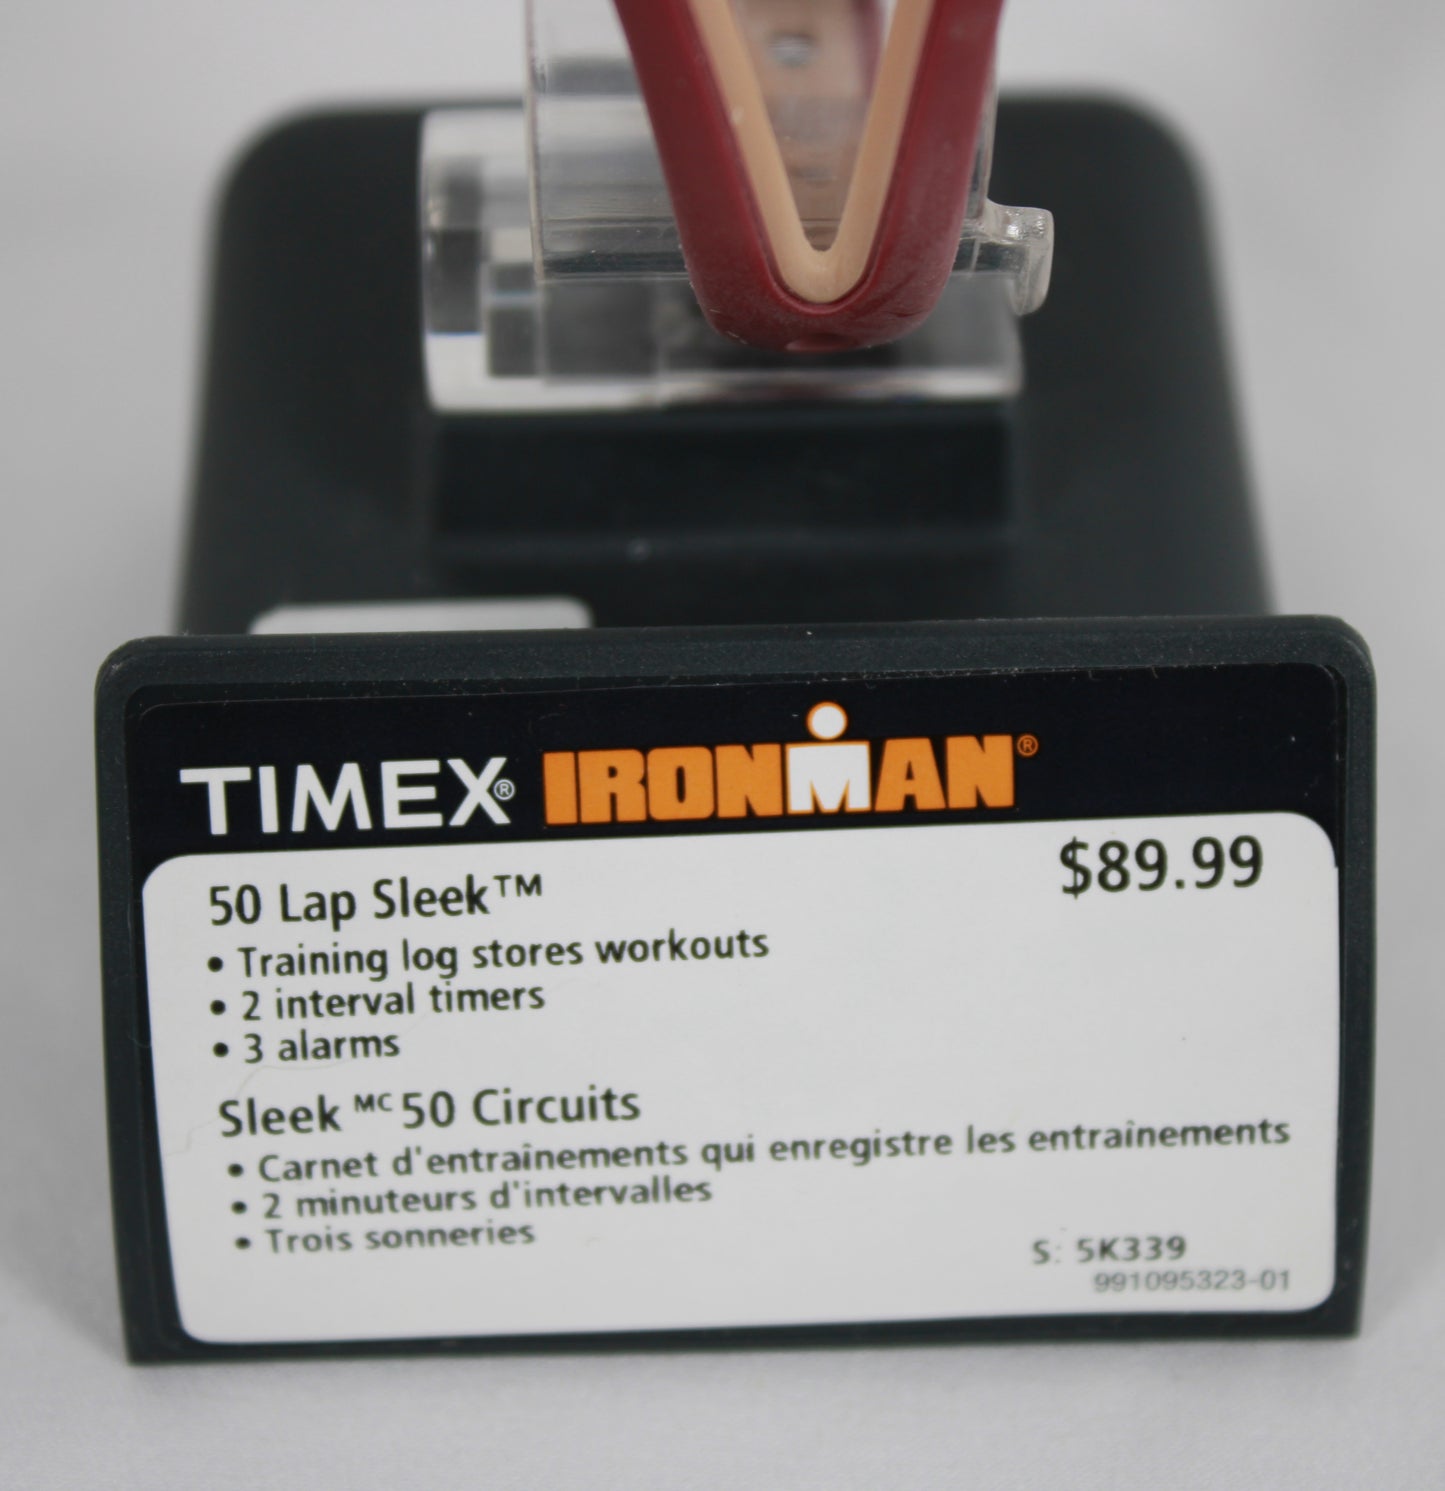 TIMEX® IRONMAN®
50 Lap Sleek™ $89.99
• Training log stores workouts
• 2 interval timers
• 3 alarms
Sleek MC 50 Circuits
• Carnet d'entraînements qui enregistre les entraînements
• 2 minuteurs d'intervalles
• Trois sonneries
S: 5K339
991095323-01